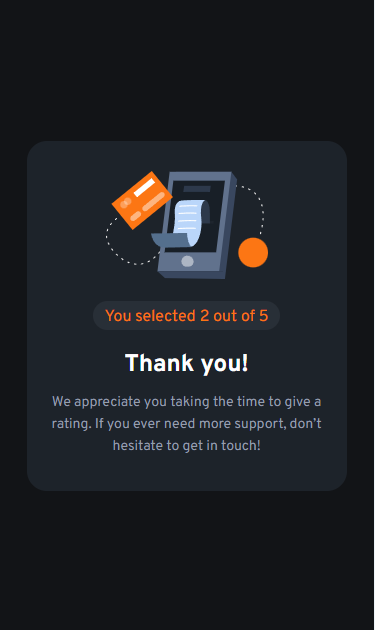 You selected 2 out of 5
Thank you!
We appreciate you taking the time to give a
rating. If you ever need more support, don’t
hesitate to get in touch!